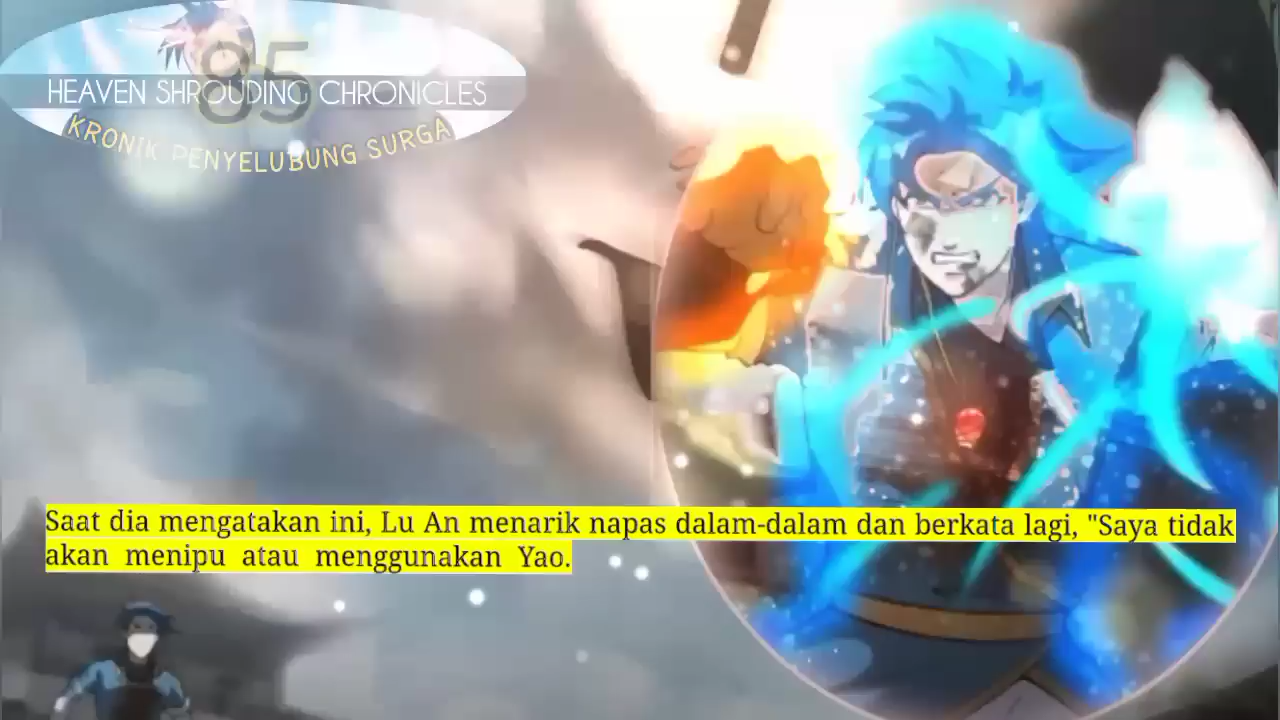 85
HEAVEN SHROUDING CHRONICLES
KRONIK PENYELUBUNG SURGA
Saat dia mengatakan ini, Lu An menarik napas dalam-dalam dan berkata lagi, "Saya tidak
akan menipu atau menggunakan Yao.